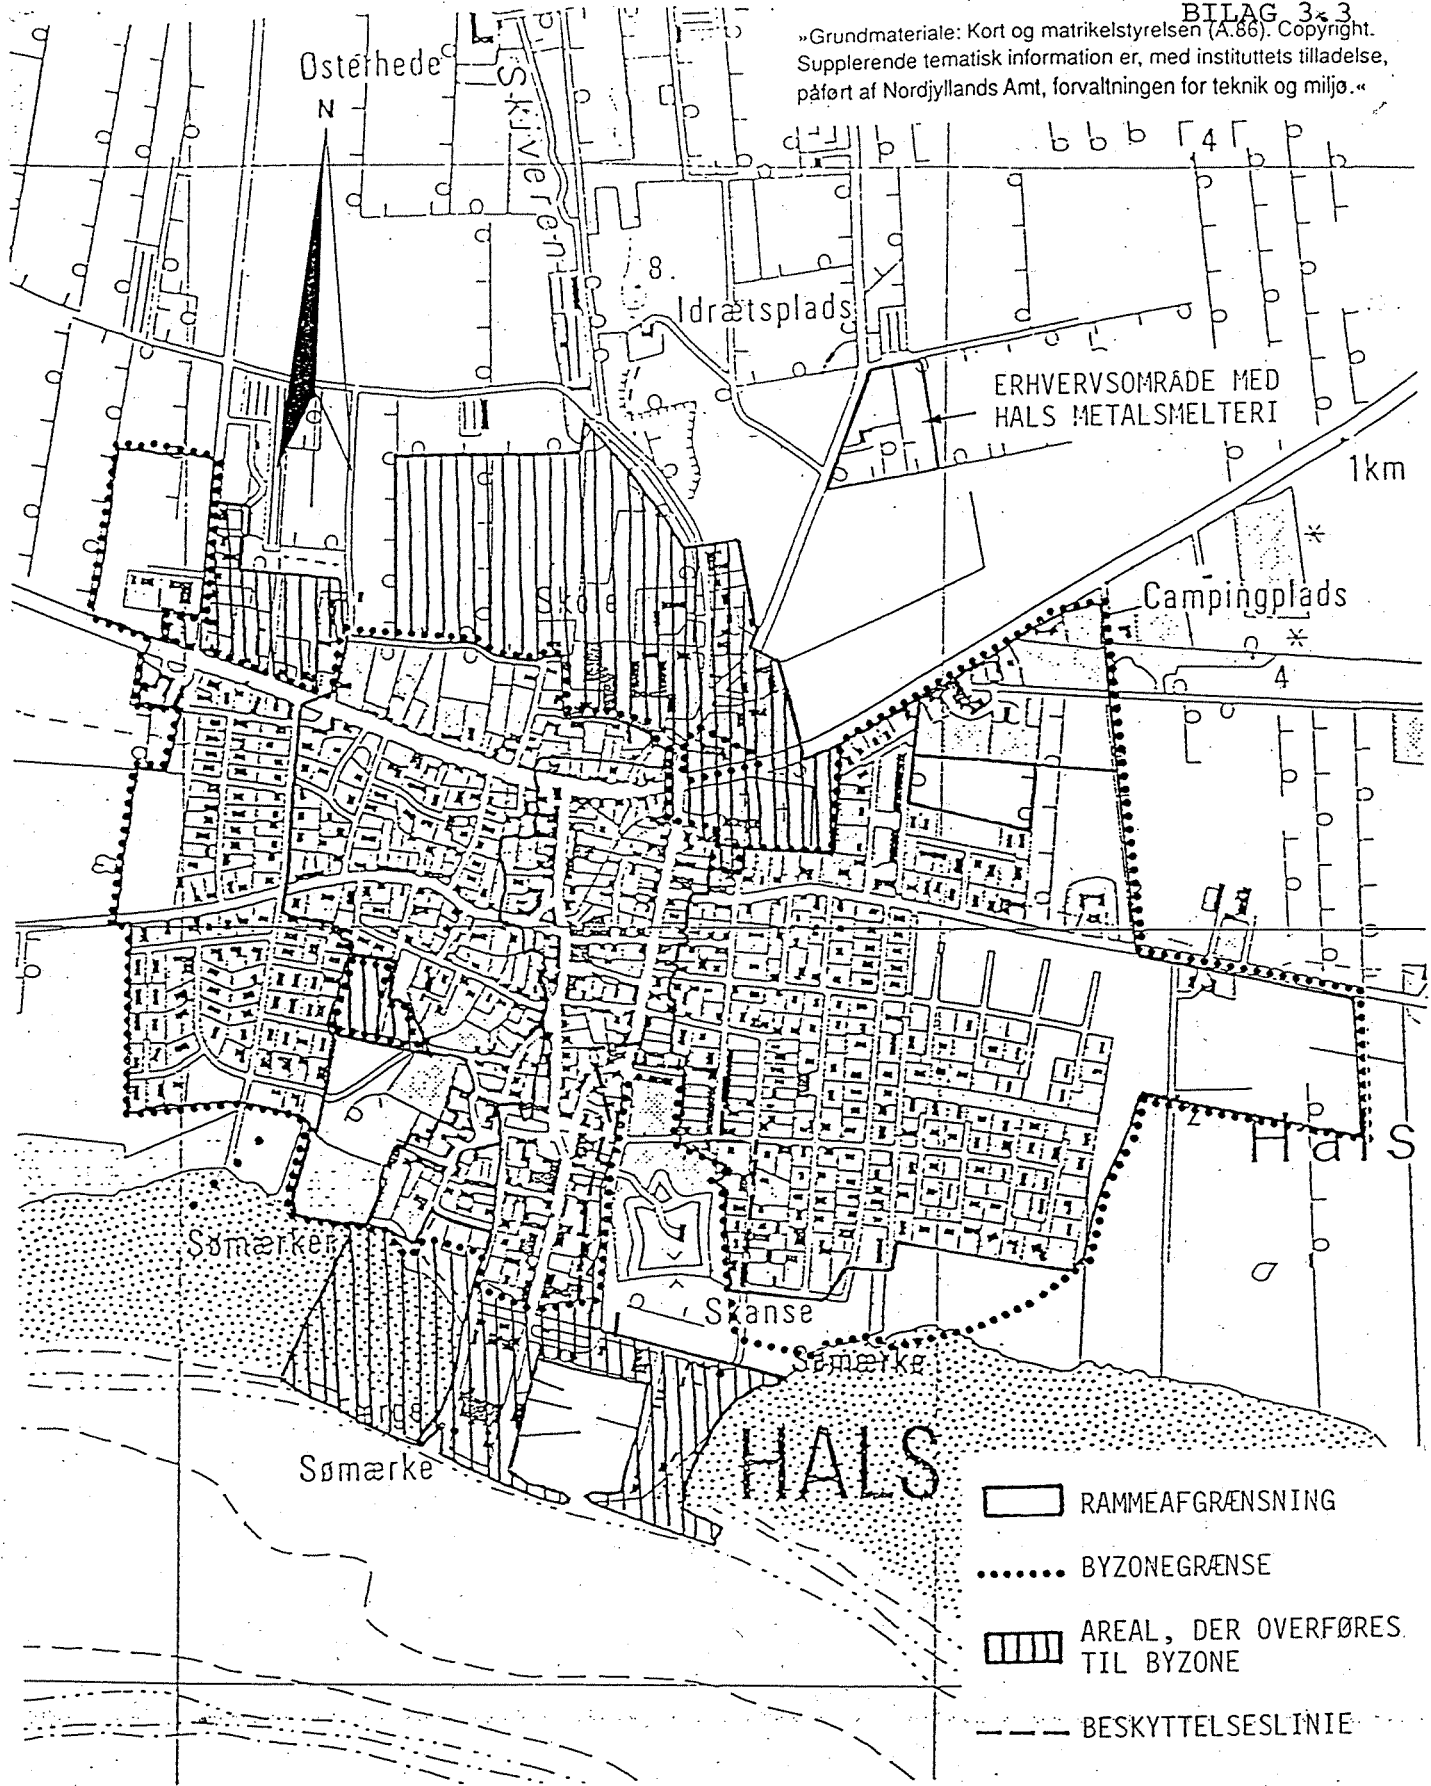 BILAG 3.3
»Grundmateriale: Kort og matrikelstyrelsen (A.86). Copyright.
Supplerende tematisk information er, med instituttets tilladelse,
påført af Nordjyllands Amt, forvaltningen for teknik og miljø.«
Østerhede
N
Skiveren
4
8.
Idrætsplads
ERHVERVSOMRÅDE MED
HALS METALSMELTERI
1km
Campingplads
Skole
4
2
Hals
Sømærker
Skanse
Sømærke
Sømærke
HALS
RAMMEAFGRÆNSNING
BYZONEGRÆNSE
AREAL, DER OVERFØRES
TIL BYZONE
BESKYTTELSESLINIE